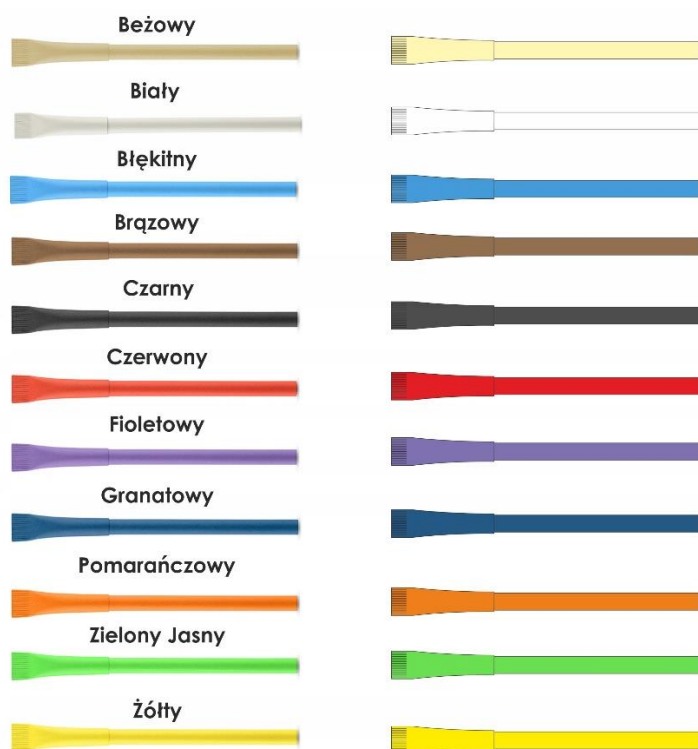 Beżowy
Biały
Błękitny
Brązowy
Czarny
Czerwony
Fioletowy
Granatowy
Pomarańczowy
Zielony Jasny
Żółty